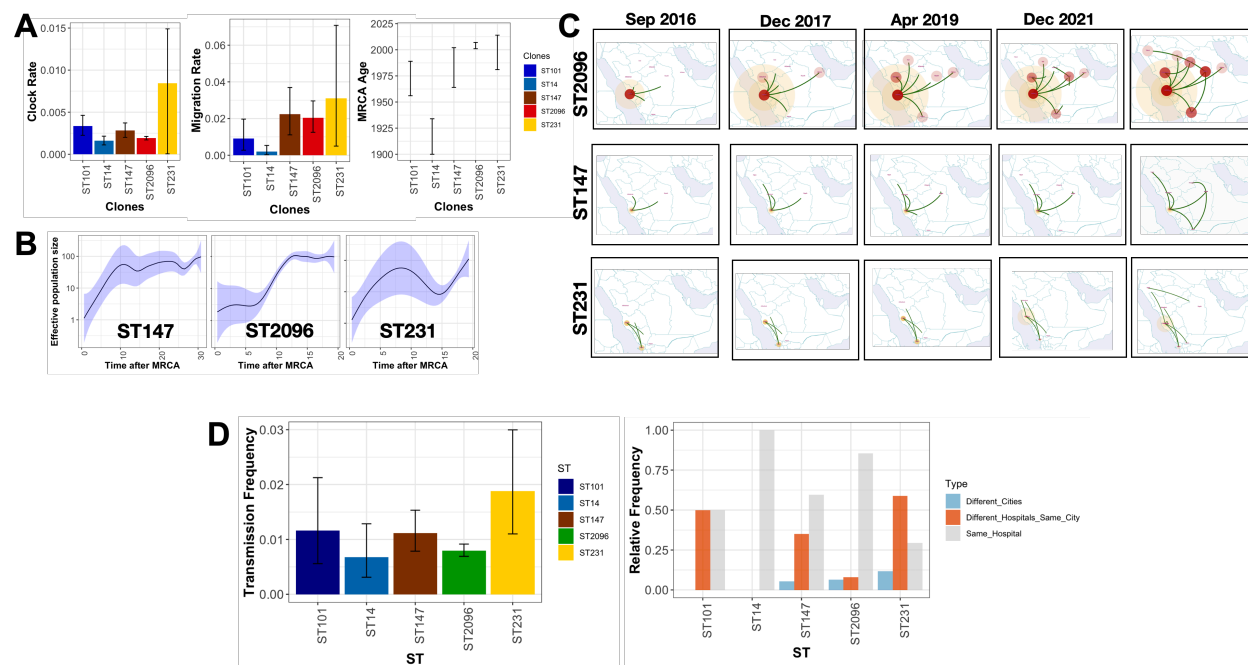 A
Clock Rate
0.015
0.010
0.005
0.000
ST101
ST14
ST147
ST2096
ST231
Clones
Migration Rate
0.06
0.04
0.02
0.00
ST101
ST14
ST147
ST2096
ST231
Clones
MRCA Age
2000
1975
1950
1925
1900
ST101
ST14
ST147
ST2096
ST231
Clones
Clones
ST101
ST14
ST147
ST2096
ST231
B
Effective population size
100
10
1
ST147
0
10
20
30
Time after MRCA
ST2096
0
5
10
15
20
Time after MRCA
ST231
0
5
10
15
20
Time after MRCA
C
Sep 2016
Dec 2017
Apr 2019
Dec 2021
ST2096
ST147
ST231
D
Transmission Frequency
0.03
0.02
0.01
0.00
ST101
ST14
ST147
ST2096
ST231
ST
ST
ST101
ST14
ST147
ST2096
ST231
Relative Frequency
1.00
0.75
0.50
0.25
0.00
ST101
ST14
ST147
ST2096
ST231
ST
Type
Different_Cities
Different_Hospitals_Same_City
Same_Hospital